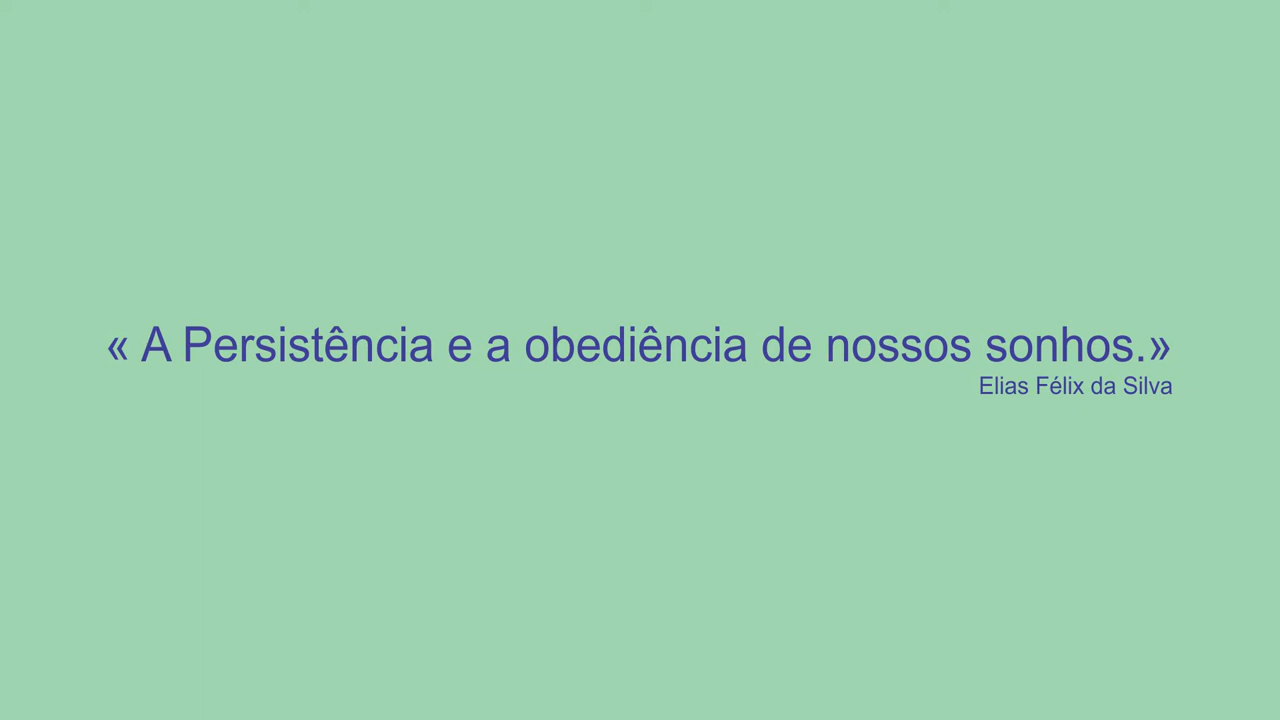 « A Persistência e a obediência de nossos sonhos.»
Elias Félix da Silva